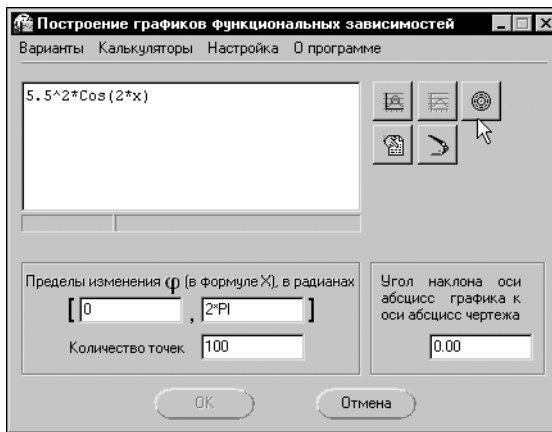 Построение графиков функциональных зависимостей
Варианты Калькуляторы Настройка О программе
5.5^2*Cos(2*x)
Пределы изменения φ (в формуле X), в радианах
[ 0 , 2*PI ]
Количество точек 100
Угол наклона оси
абсцисс графика к
оси абсцисс чертежа
0.00
OK Отмена